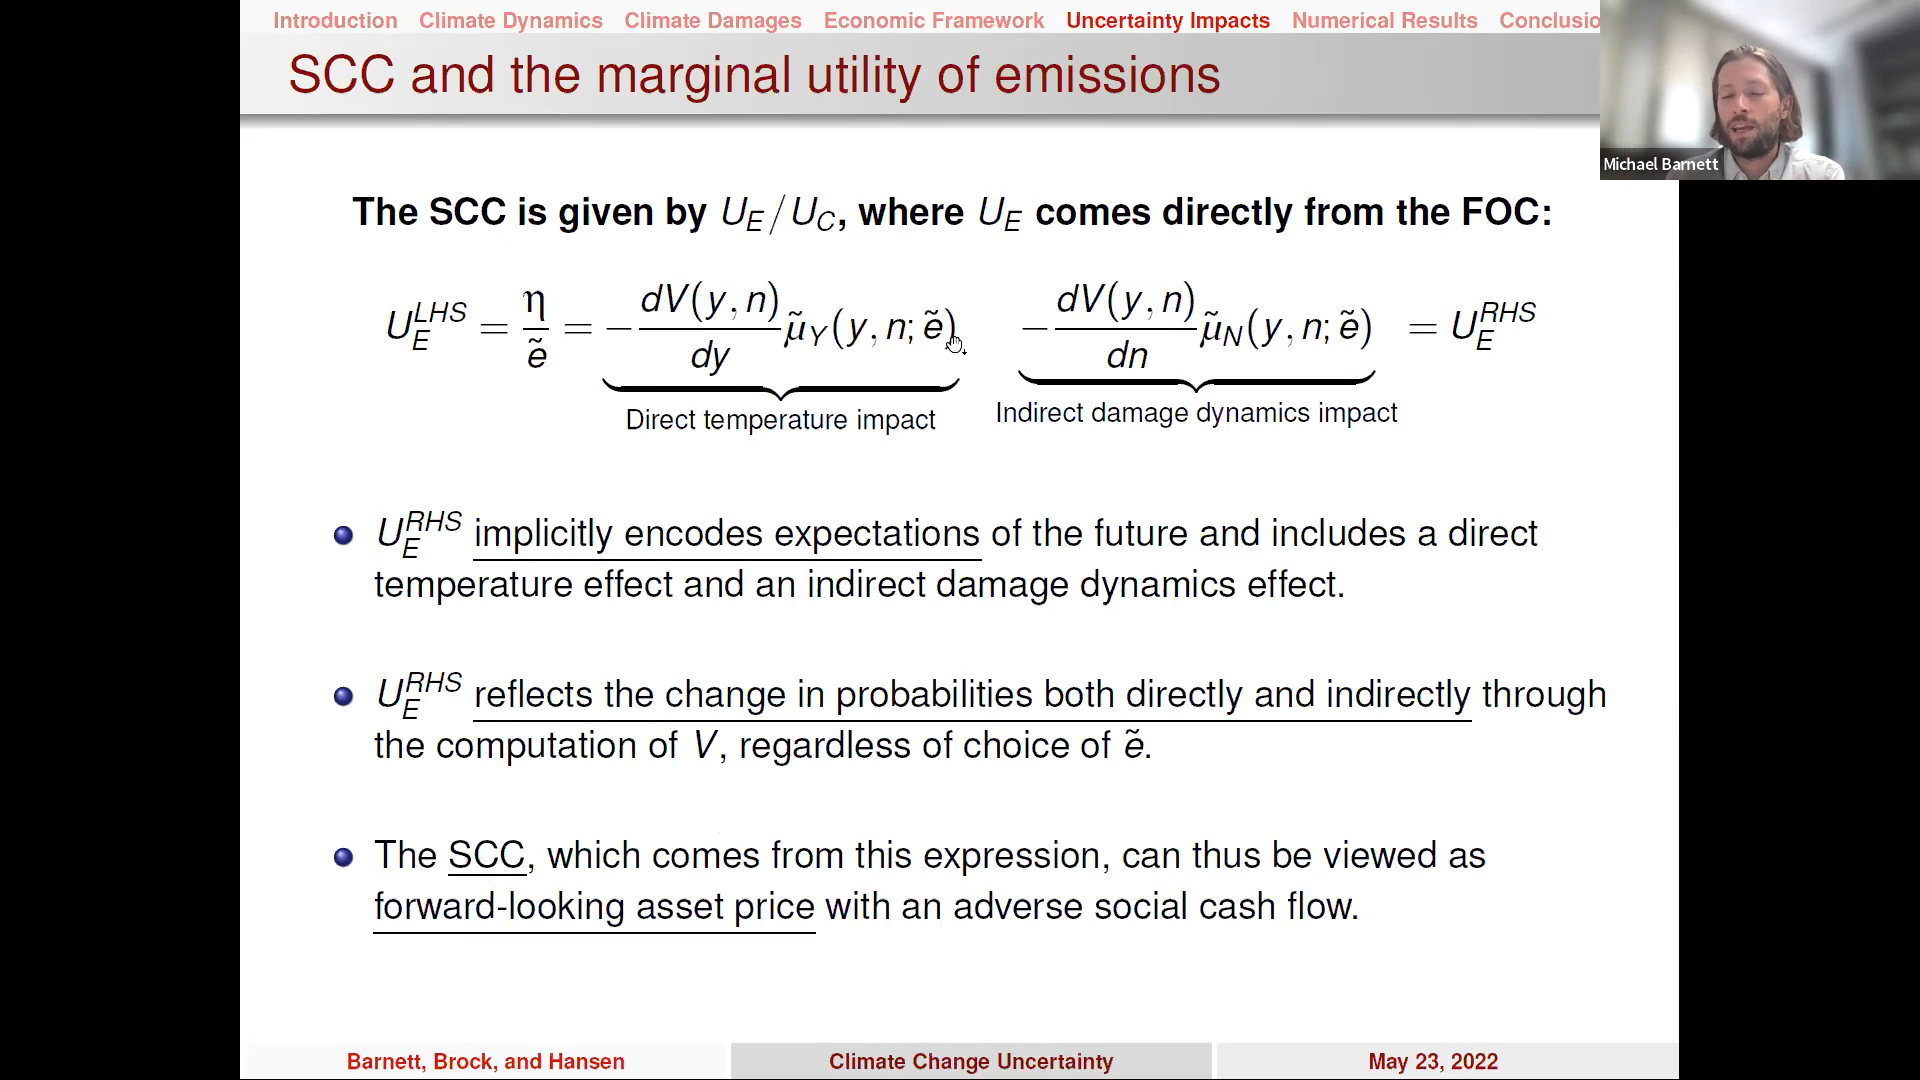 Introduction Climate Dynamics Climate Damages Economic Framework Uncertainty Impacts Numerical Results Conclusio
SCC and the marginal utility of emissions
Michael Barnett
The SCC is given by U_E / U_C, where U_E comes directly from the FOC:
U_E^{LHS} = η/ẽ = − dV(y, n)/dy μ̃_Y(y, n; ẽ) − dV(y, n)/dn μ̃_N(y, n; ẽ) = U_E^{RHS}
Direct temperature impact
Indirect damage dynamics impact
U_E^{RHS} implicitly encodes expectations of the future and includes a direct
temperature effect and an indirect damage dynamics effect.
U_E^{RHS} reflects the change in probabilities both directly and indirectly through
the computation of V, regardless of choice of ẽ.
The SCC, which comes from this expression, can thus be viewed as
forward-looking asset price with an adverse social cash flow.
Barnett, Brock, and Hansen
Climate Change Uncertainty
May 23, 2022